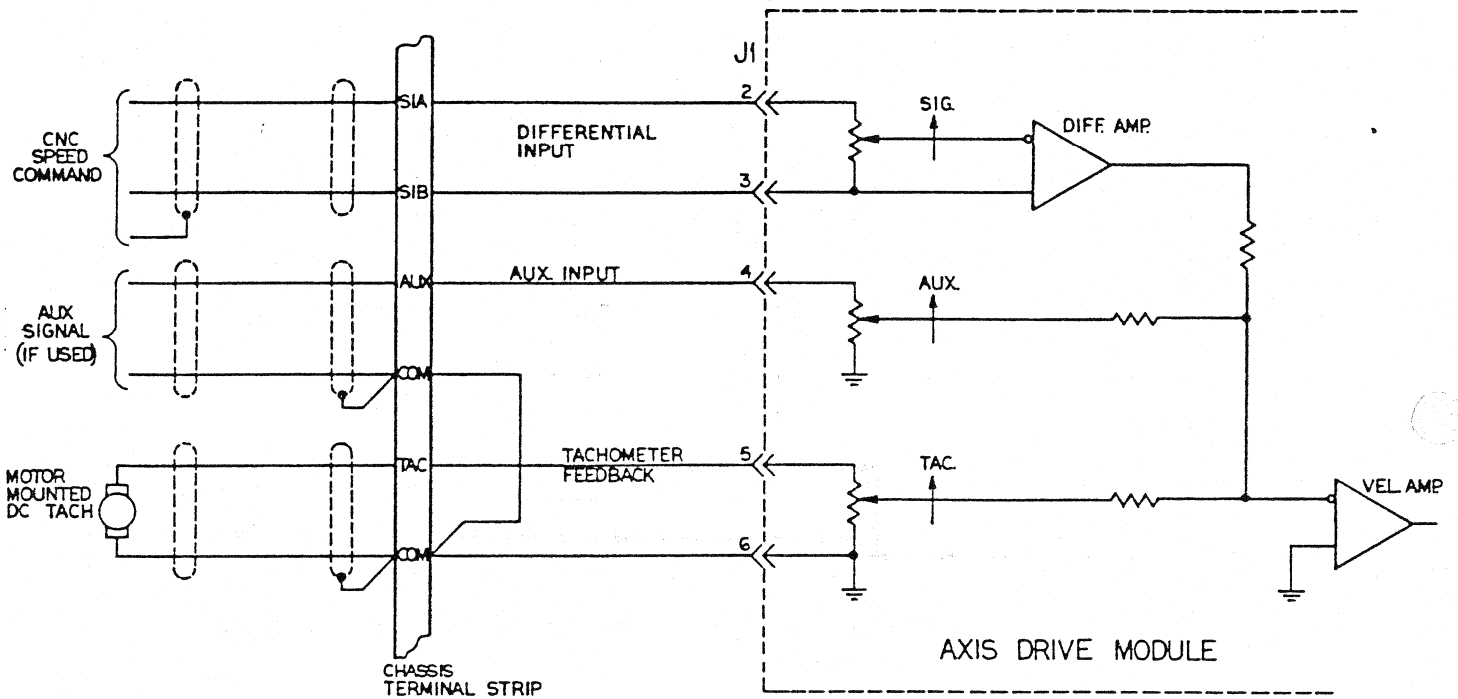 J1
CNC
SPEED
COMMAND
SIA
DIFFERENTIAL
INPUT
2
SIG.
DIFF. AMP.
SIB
3
AUX
SIGNAL
(IF USED)
AUX
AUX. INPUT
4
AUX.
COM
MOTOR
MOUNTED
DC TACH
TAC
TACHOMETER
FEEDBACK
5
TAC.
VEL. AMP
COM
6
AXIS DRIVE MODULE
CHASSIS
TERMINAL STRIP